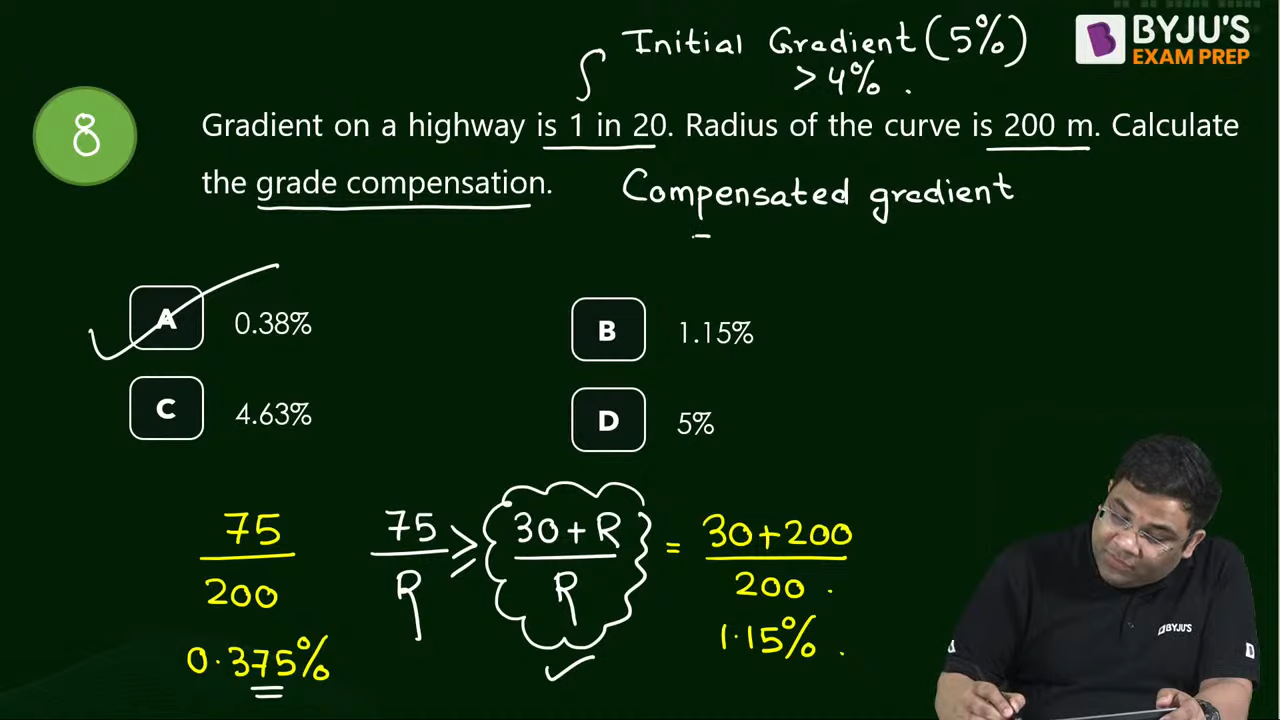 BYJU'S
EXAM PREP
Initial Gradient (5%)
> 4% .
8
Gradient on a highway is 1 in 20. Radius of the curve is 200 m. Calculate
the grade compensation.
Compensated gradient
A 0.38%
B 1.15%
C 4.63%
D 5%
75/200
75/R > 30+R/R = 30+200/200 .
0.375%
1.15% .
BYJU'S